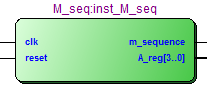 M_seq:inst_M_seq
clk m_sequence
reset A_reg[3..0]